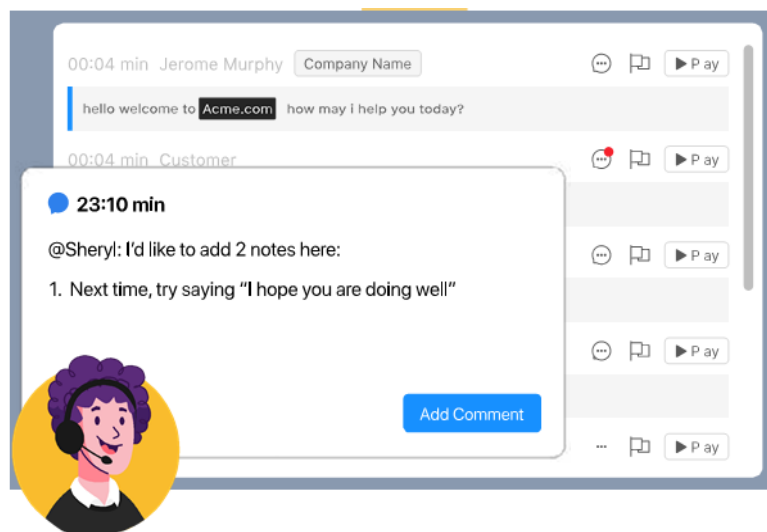 00:04 min Jerome Murphy Company Name P ay
hello welcome to Acme.com how may i help you today?
00:04 min Customer P ay
23:10 min
@Sheryl: I'd like to add 2 notes here:
P ay
1. Next time, try saying “I hope you are doing well”
P ay
Add Comment
P ay